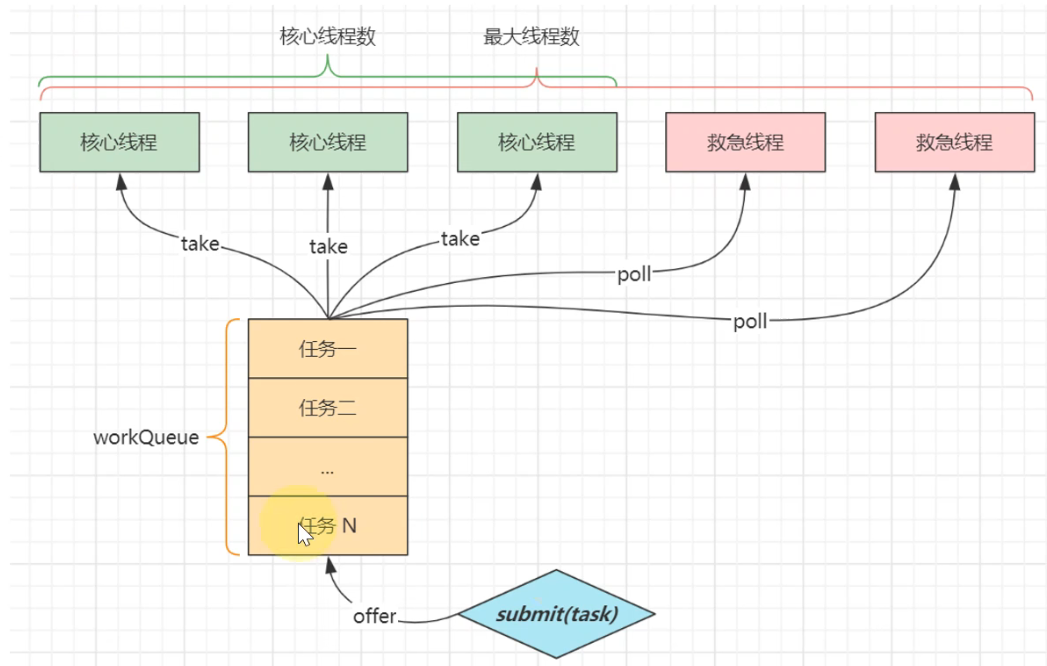 核心线程数 最大线程数
核心线程 核心线程 核心线程 救急线程 救急线程
take take take poll
poll
任务一
任务二
workQueue
...
任务 N
offer submit(task)